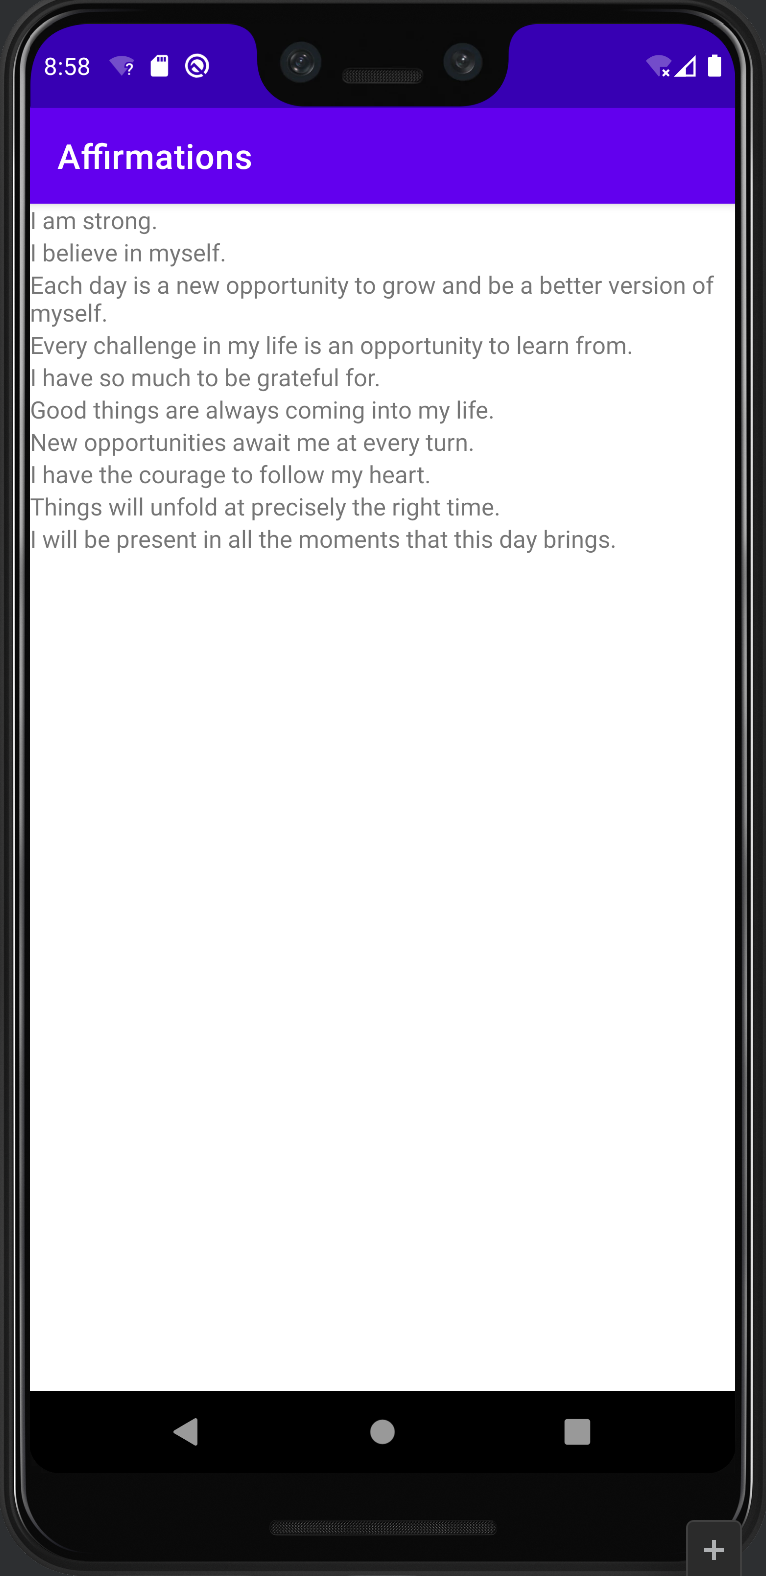 8:58
Affirmations
I am strong.
I believe in myself.
Each day is a new opportunity to grow and be a better version of
myself.
Every challenge in my life is an opportunity to learn from.
I have so much to be grateful for.
Good things are always coming into my life.
New opportunities await me at every turn.
I have the courage to follow my heart.
Things will unfold at precisely the right time.
I will be present in all the moments that this day brings.